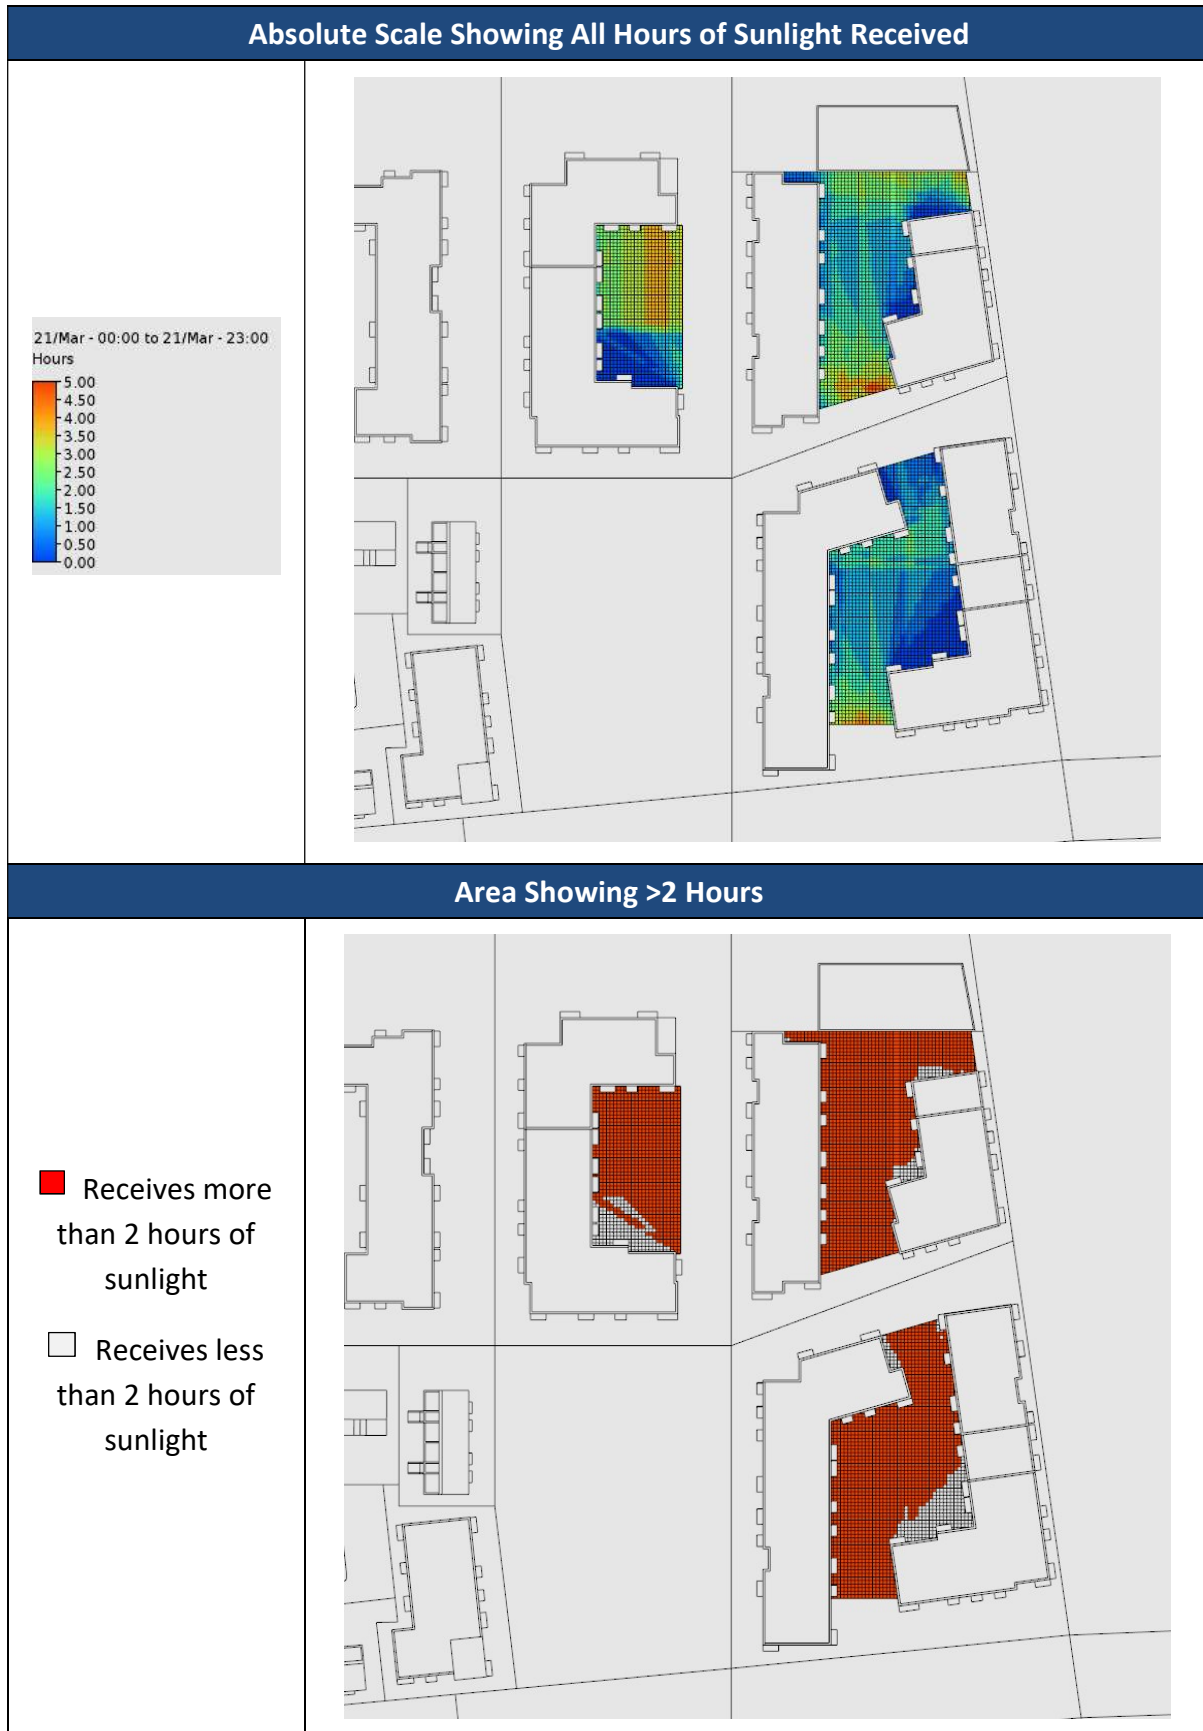 Absolute Scale Showing All Hours of Sunlight Received
21/Mar - 00:00 to 21/Mar - 23:00
Hours
5.00
4.50
4.00
3.50
3.00
2.50
2.00
1.50
1.00
0.50
0.00
Area Showing >2 Hours
Receives more
than 2 hours of
sunlight
Receives less
than 2 hours of
sunlight